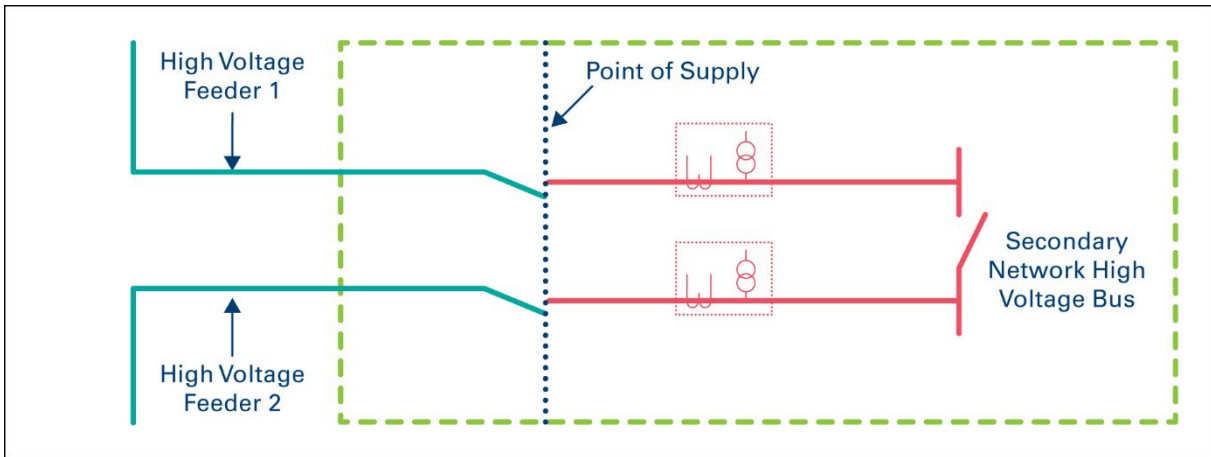 High Voltage
Feeder 1
Point of Supply
Secondary
Network High
Voltage Bus
High Voltage
Feeder 2